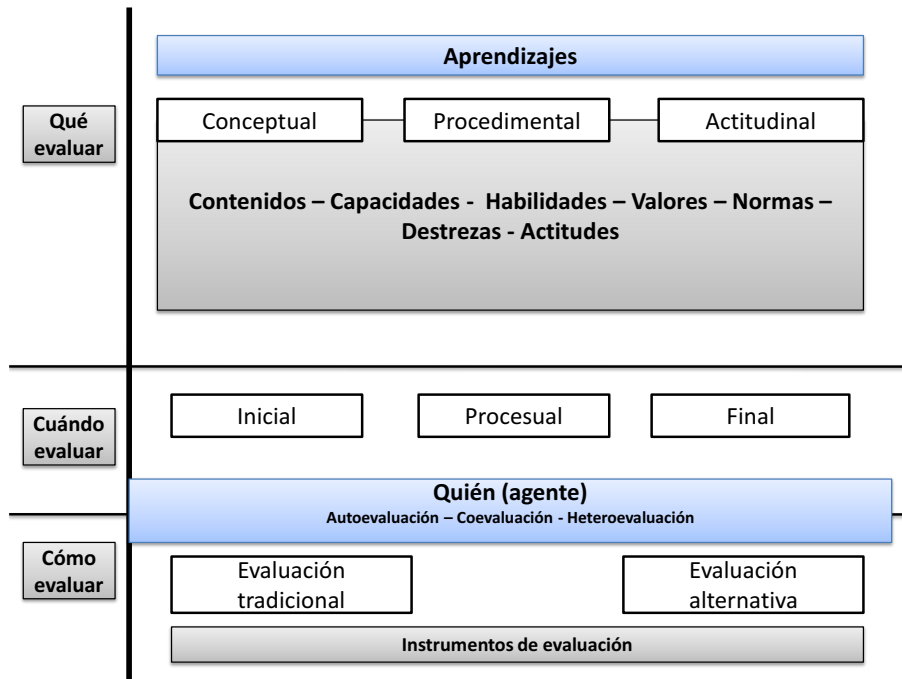 Aprendizajes
Qué
evaluar
Conceptual
Procedimental
Actitudinal
Contenidos – Capacidades - Habilidades – Valores – Normas –
Destrezas - Actitudes
Cuándo
evaluar
Inicial
Procesual
Final
Quién (agente)
Autoevaluación – Coevaluación - Heteroevaluación
Cómo
evaluar
Evaluación
tradicional
Evaluación
alternativa
Instrumentos de evaluación